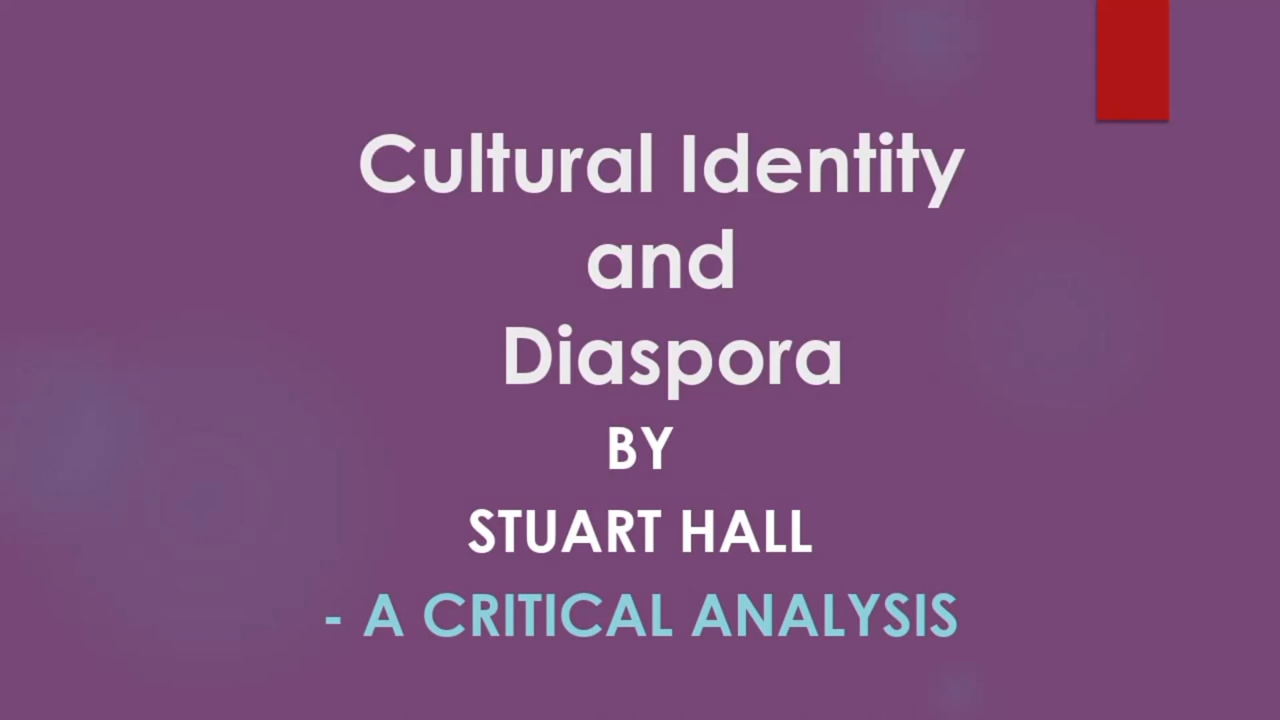 Cultural Identity
and
Diaspora
BY
STUART HALL
- A CRITICAL ANALYSIS